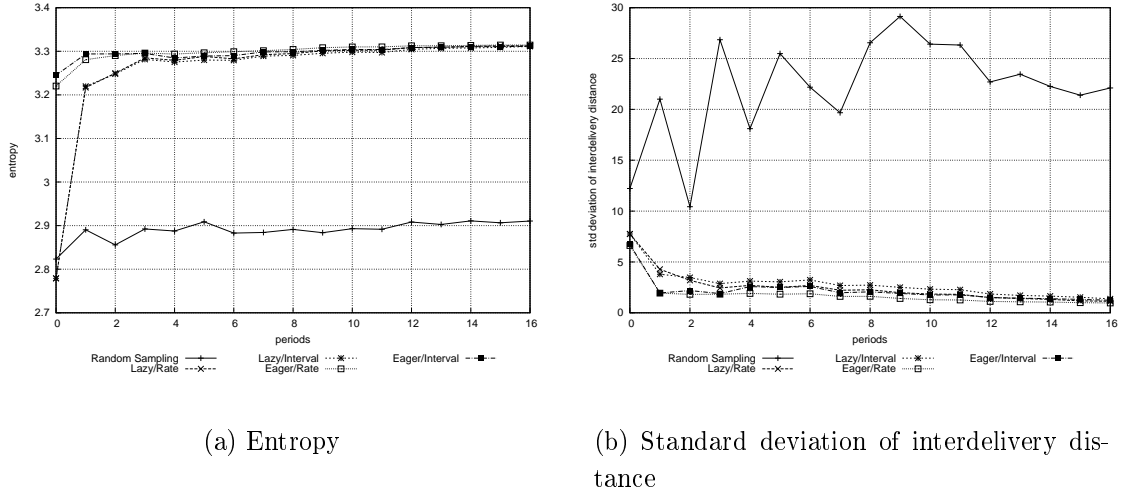 3.4
3.3
3.2
3.1
3
2.9
2.8
2.7
entropy
0 2 4 6 8 10 12 14 16
periods
Random Sampling Lazy/Interval Eager/Interval
Lazy/Rate Eager/Rate
(a) Entropy
30
25
20
15
10
5
0
std deviation of interdelivery distance
0 2 4 6 8 10 12 14 16
periods
Random Sampling Lazy/Interval Eager/Interval
Lazy/Rate Eager/Rate
(b) Standard deviation of interdelivery dis-
tance